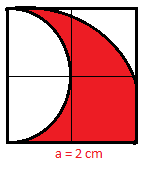 a = 2 cm